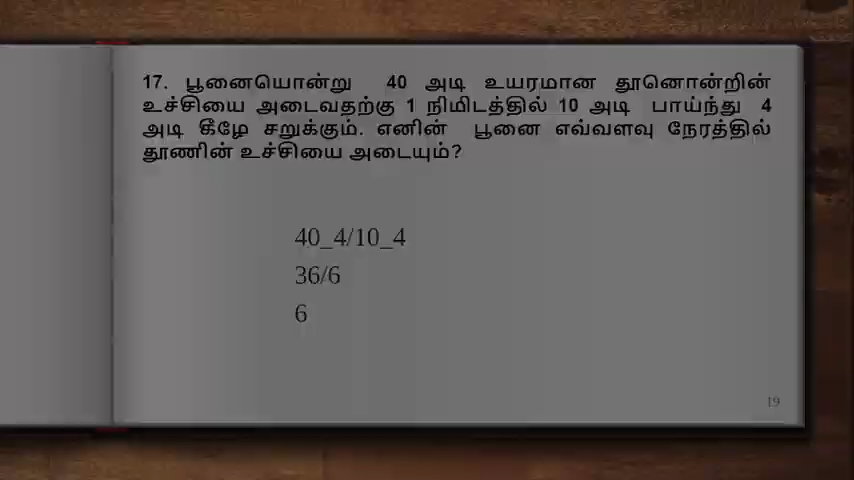 17. பூனையொன்று 40 அடி உயரமான தூனொன்றின்
உச்சியை அடைவதற்கு 1 நிமிடத்தில் 10 அடி பாய்ந்து 4
அடி கீழே சறுக்கும். எனின் பூனை எவ்வளவு நேரத்தில்
தூணின் உச்சியை அடையும்?
40_4/10_4
36/6
6
19